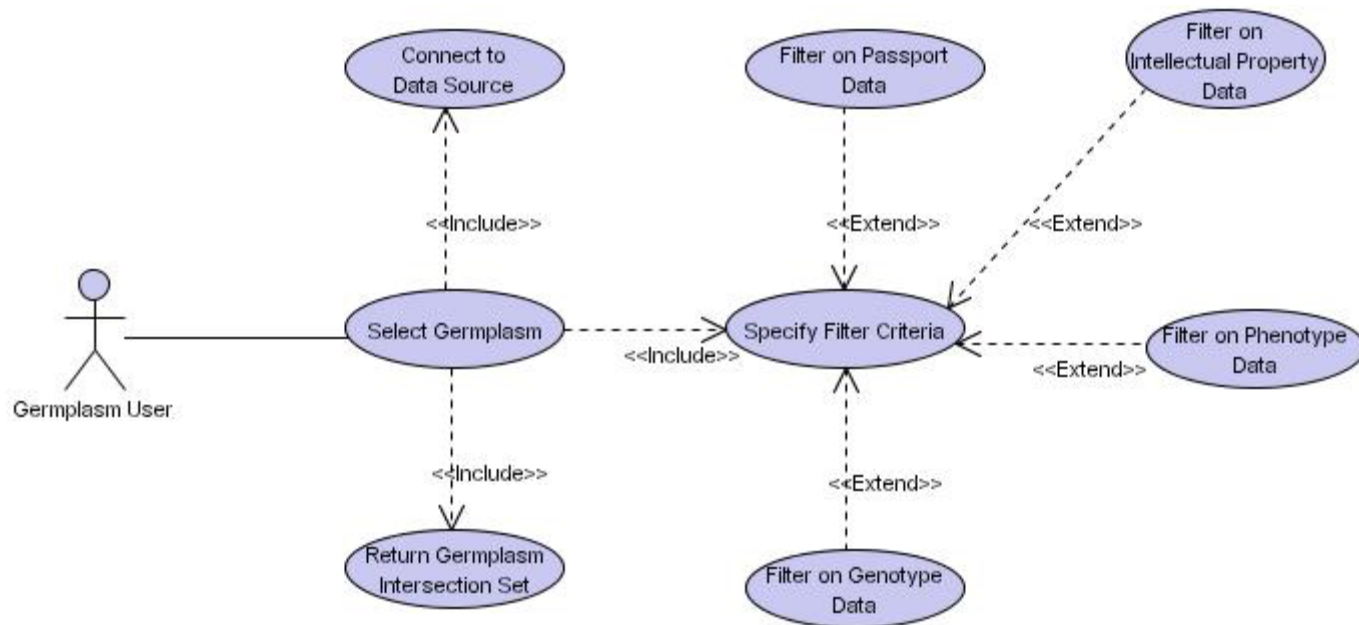 Connect to
Data Source
Filter on Passport
Data
Filter on
Intellectual Property
Data
<<Include>>
<<Extend>>
<<Extend>>
Select Germplasm
<<Include>>
Specify Filter Criteria
Filter on Phenotype
Data
<<Extend>>
Germplasm User
<<Include>>
<<Extend>>
Return Germplasm
Intersection Set
Filter on Genotype
Data